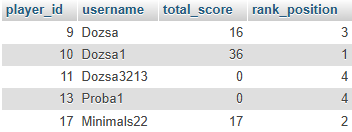 player_id username total_score rank_position
9 Dozsa 16 3
10 Dozsa1 36 1
11 Dozsa3213 0 4
13 Proba1 0 4
17 Minimals22 17 2